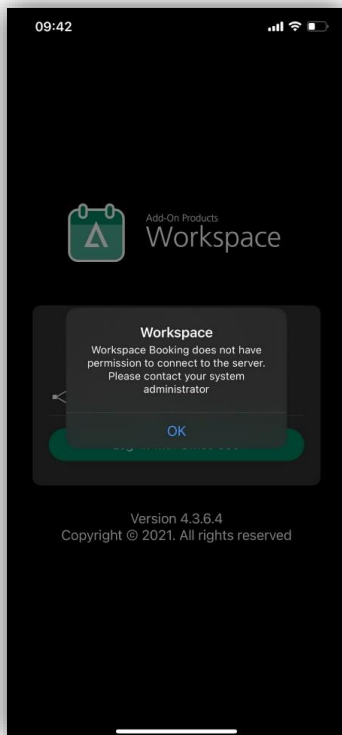 09:42
Add-On Products
Workspace
Workspace
Workspace Booking does not have
permission to connect to the server.
Please contact your system
administrator
OK
Version 4.3.6.4
Copyright © 2021. All rights reserved